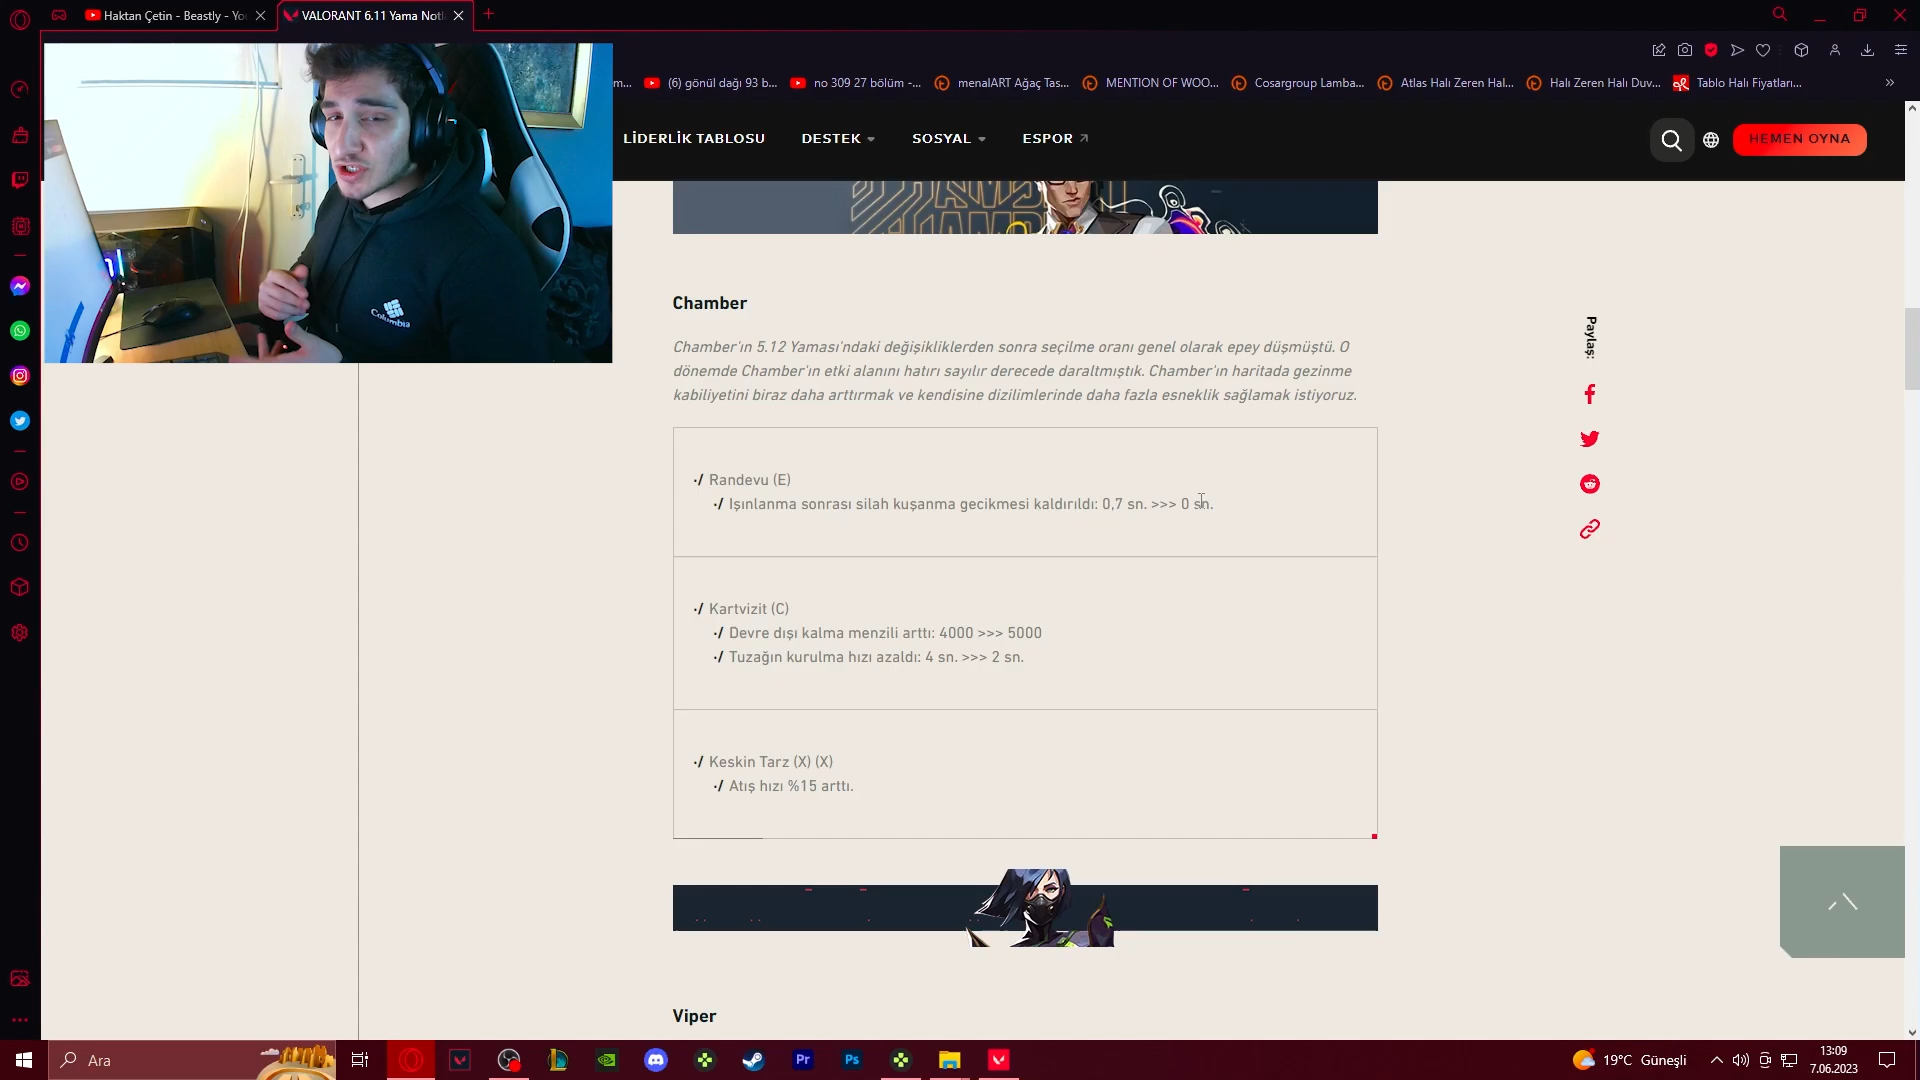 Haktan Çetin - Beastly - Yo
VALORANT 6.11 Yama Notl
m...
(6) gönül dağı 93 b...
no 309 27 bölüm -...
menalART Ağaç Tas...
MENTION OF WOO...
Cosargroup Lamba...
Atlas Halı Zeren Hal...
Halı Zeren Halı Duv...
Tablo Halı Fiyatları...
LİDERLİK TABLOSU
DESTEK
SOSYAL
ESPOR
HEMEN OYNA
Columbia
Chamber
Chamber'ın 5.12 Yaması'ndaki değişikliklerden sonra seçilme oranı genel olarak epey düşmüştü. O
dönemde Chamber'ın etki alanını hatırı sayılır derecede daraltmıştık. Chamber'ın haritada gezinme
kabiliyetini biraz daha arttırmak ve kendisine dizilimlerinde daha fazla esneklik sağlamak istiyoruz.
Paylaş:
Randevu (E)
Işınlanma sonrası silah kuşanma gecikmesi kaldırıldı: 0,7 sn. >>> 0 sn.
Kartvizit (C)
Devre dışı kalma menzili arttı: 4000 >>> 5000
Tuzağın kurulma hızı azaldı: 4 sn. >>> 2 sn.
Keskin Tarz (X) (X)
Atış hızı %15 arttı.
Viper
Ara
Pr
Ps
19°C Güneşli
13:09
7.06.2023